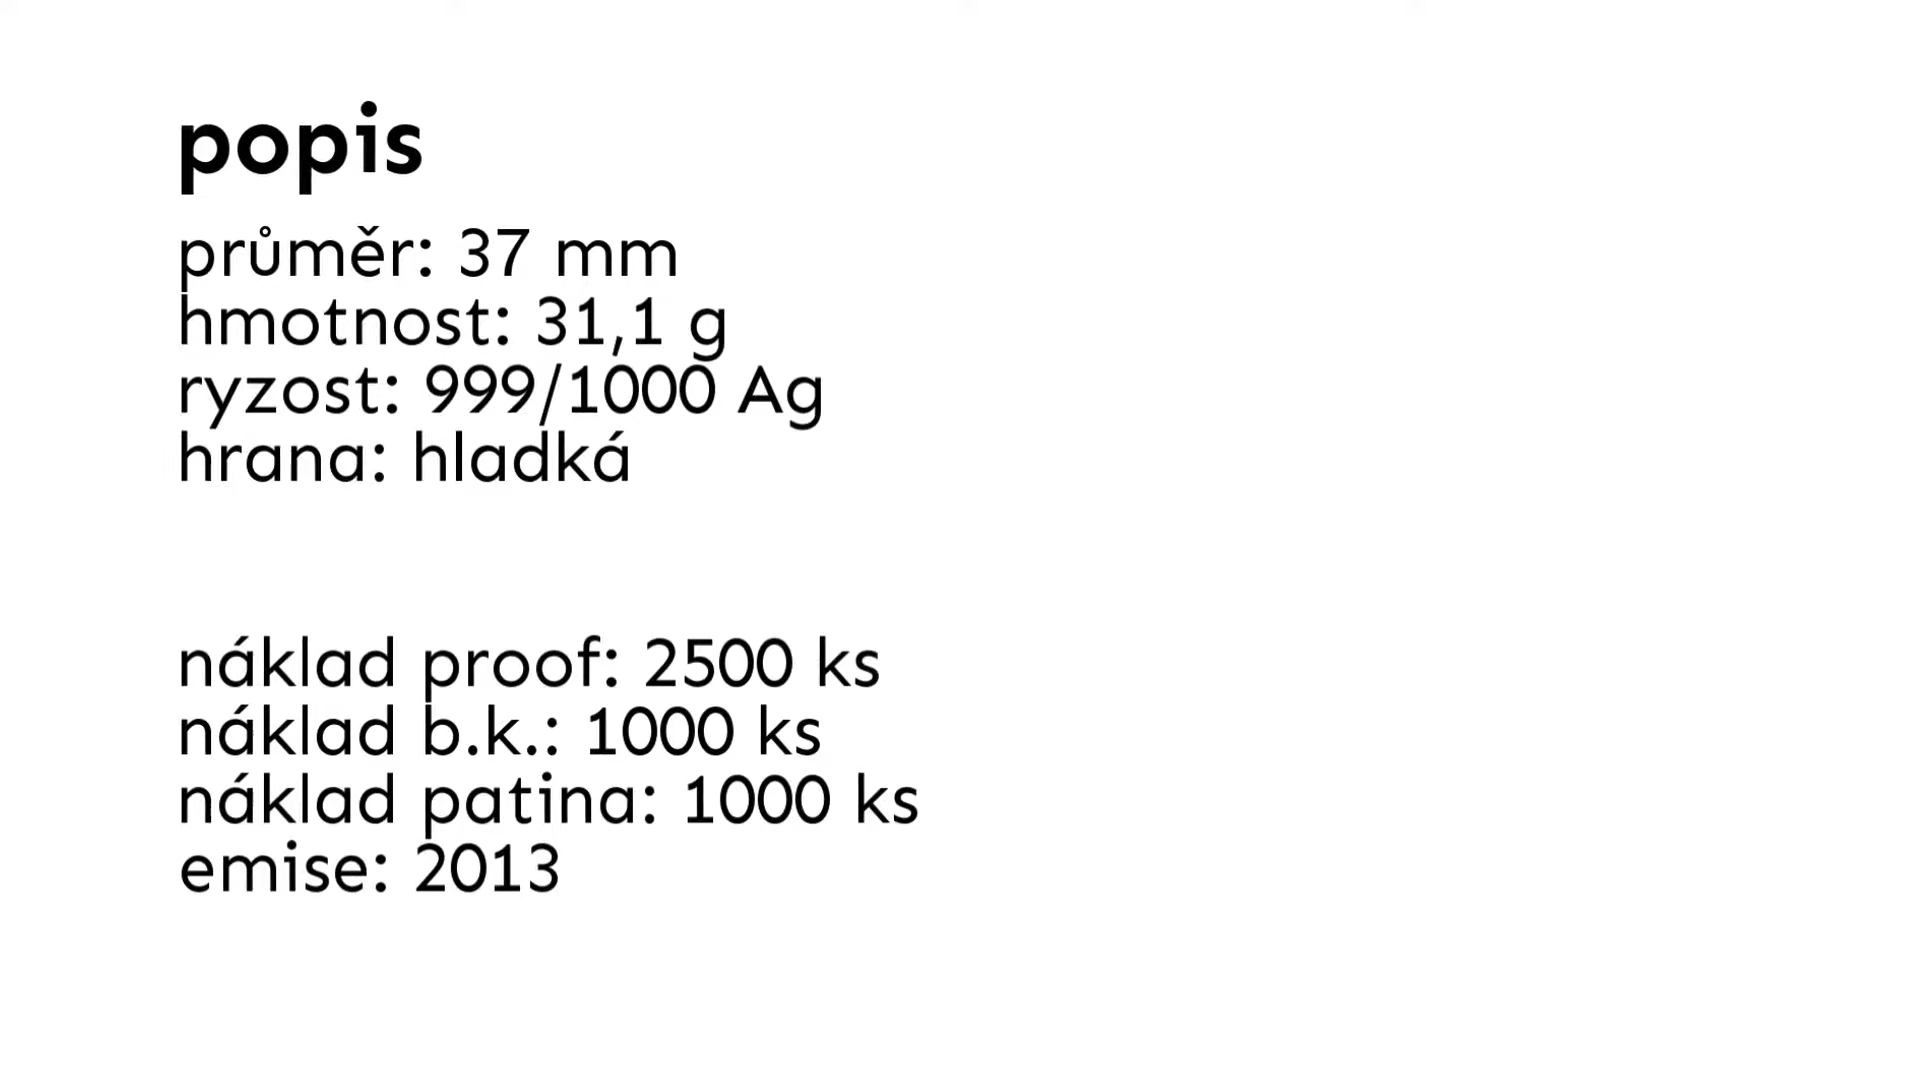 popis
průměr: 37 mm
hmotnost: 31,1 g
ryzost: 999/1000 Ag
hrana: hladká
náklad proof: 2500 ks
náklad b.k.: 1000 ks
náklad patina: 1000 ks
emise: 2013